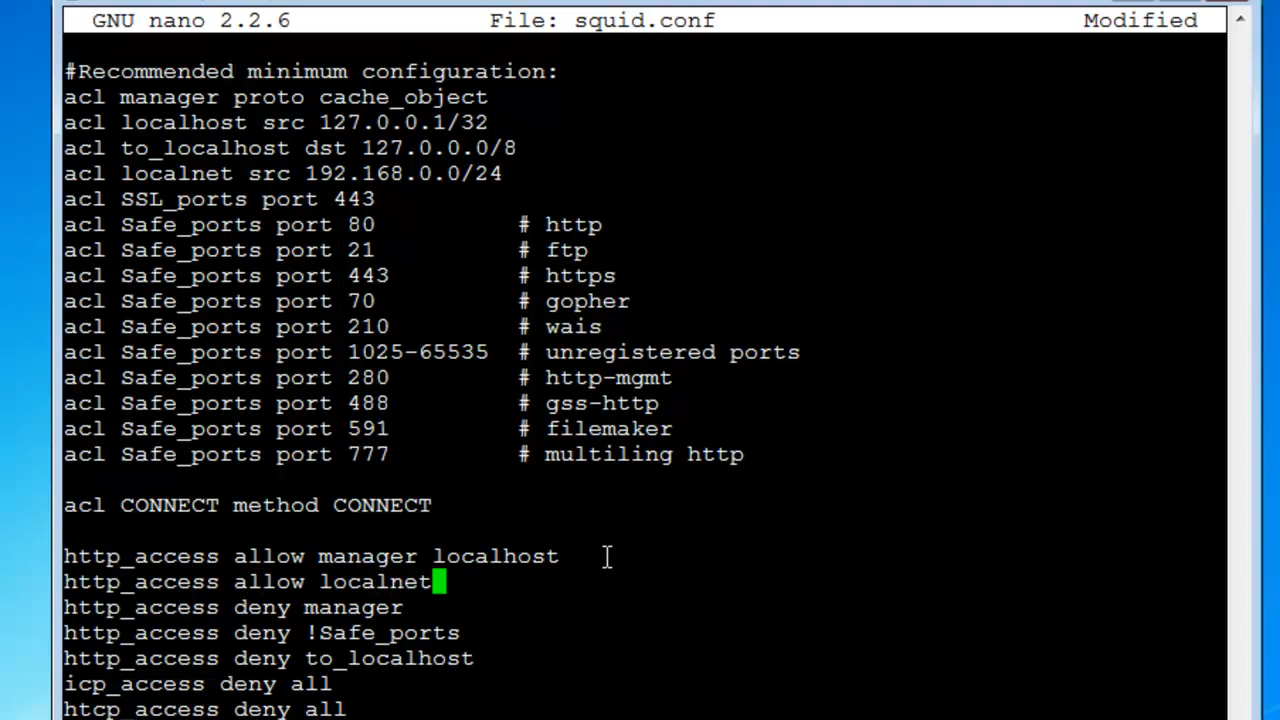 GNU nano 2.2.6 File: squid.conf Modified
#Recommended minimum configuration:
acl manager proto cache_object
acl localhost src 127.0.0.1/32
acl to_localhost dst 127.0.0.0/8
acl localnet src 192.168.0.0/24
acl SSL_ports port 443
acl Safe_ports port 80 # http
acl Safe_ports port 21 # ftp
acl Safe_ports port 443 # https
acl Safe_ports port 70 # gopher
acl Safe_ports port 210 # wais
acl Safe_ports port 1025-65535 # unregistered ports
acl Safe_ports port 280 # http-mgmt
acl Safe_ports port 488 # gss-http
acl Safe_ports port 591 # filemaker
acl Safe_ports port 777 # multiling http
acl CONNECT method CONNECT
http_access allow manager localhost
http_access allow localnet
http_access deny manager
http_access deny !Safe_ports
http_access deny to_localhost
icp_access deny all
htcp_access deny all